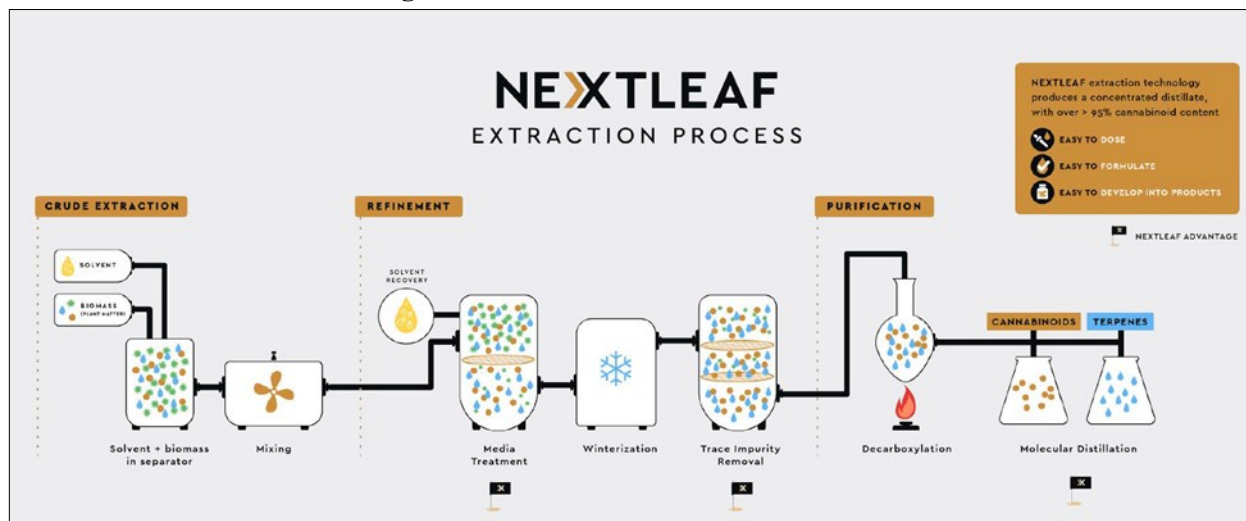 NEXTLEAF
EXTRACTION PROCESS
NEXTLEAF extraction technology
produces a concentrated distillate,
with over > 95% cannabinoid content
EASY TO DOSE
EASY TO FORMULATE
EASY TO DEVELOP INTO PRODUCTS
NEXTLEAF ADVANTAGE
CRUDE EXTRACTION
REFINEMENT
PURIFICATION
SOLVENT
BIOMASS
(PLANT MATTER)
SOLVENT
RECOVERY
CANNABINOIDS
TERPENES
Solvent + biomass
in separator
Mixing
Media
Treatment
Winterization
Trace Impurity
Removal
Decarboxylation
Molecular Distillation